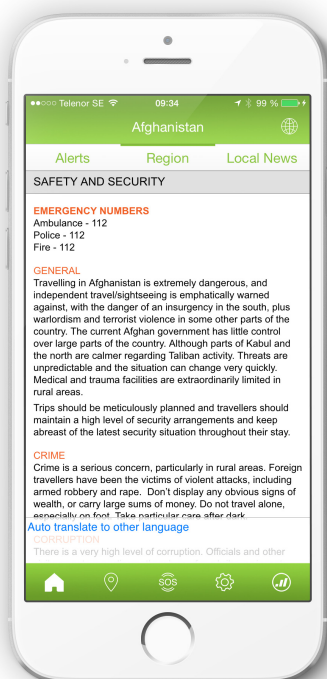 Telenor SE 09:34 99 %
Afghanistan
Alerts Region Local News
SAFETY AND SECURITY
EMERGENCY NUMBERS
Ambulance - 112
Police - 112
Fire - 112
GENERAL
Travelling in Afghanistan is extremely dangerous, and
independent travel/sightseeing is emphatically warned
against, with the danger of an insurgency in the south, plus
warlordism and terrorist violence in some other parts of the
country. The current Afghan government has little control
over large parts of the country. Although parts of Kabul and
the north are calmer regarding Taliban activity. Threats are
unpredictable and the situation can change very quickly.
Medical and trauma facilities are extraordinarily limited in
rural areas.
Trips should be meticulously planned and travellers should
maintain a high level of security arrangements and keep
abreast of the latest security situation throughout their stay.
CRIME
Crime is a serious concern, particularly in rural areas. Foreign
travellers have been the victims of violent attacks, including
armed robbery and rape. Don't display any obvious signs of
wealth, or carry large sums of money. Do not travel alone,
especially on foot. Take particular care after dark.
Auto translate to other language
CORRUPTION
There is a very high level of corruption. Officials and other
SOS